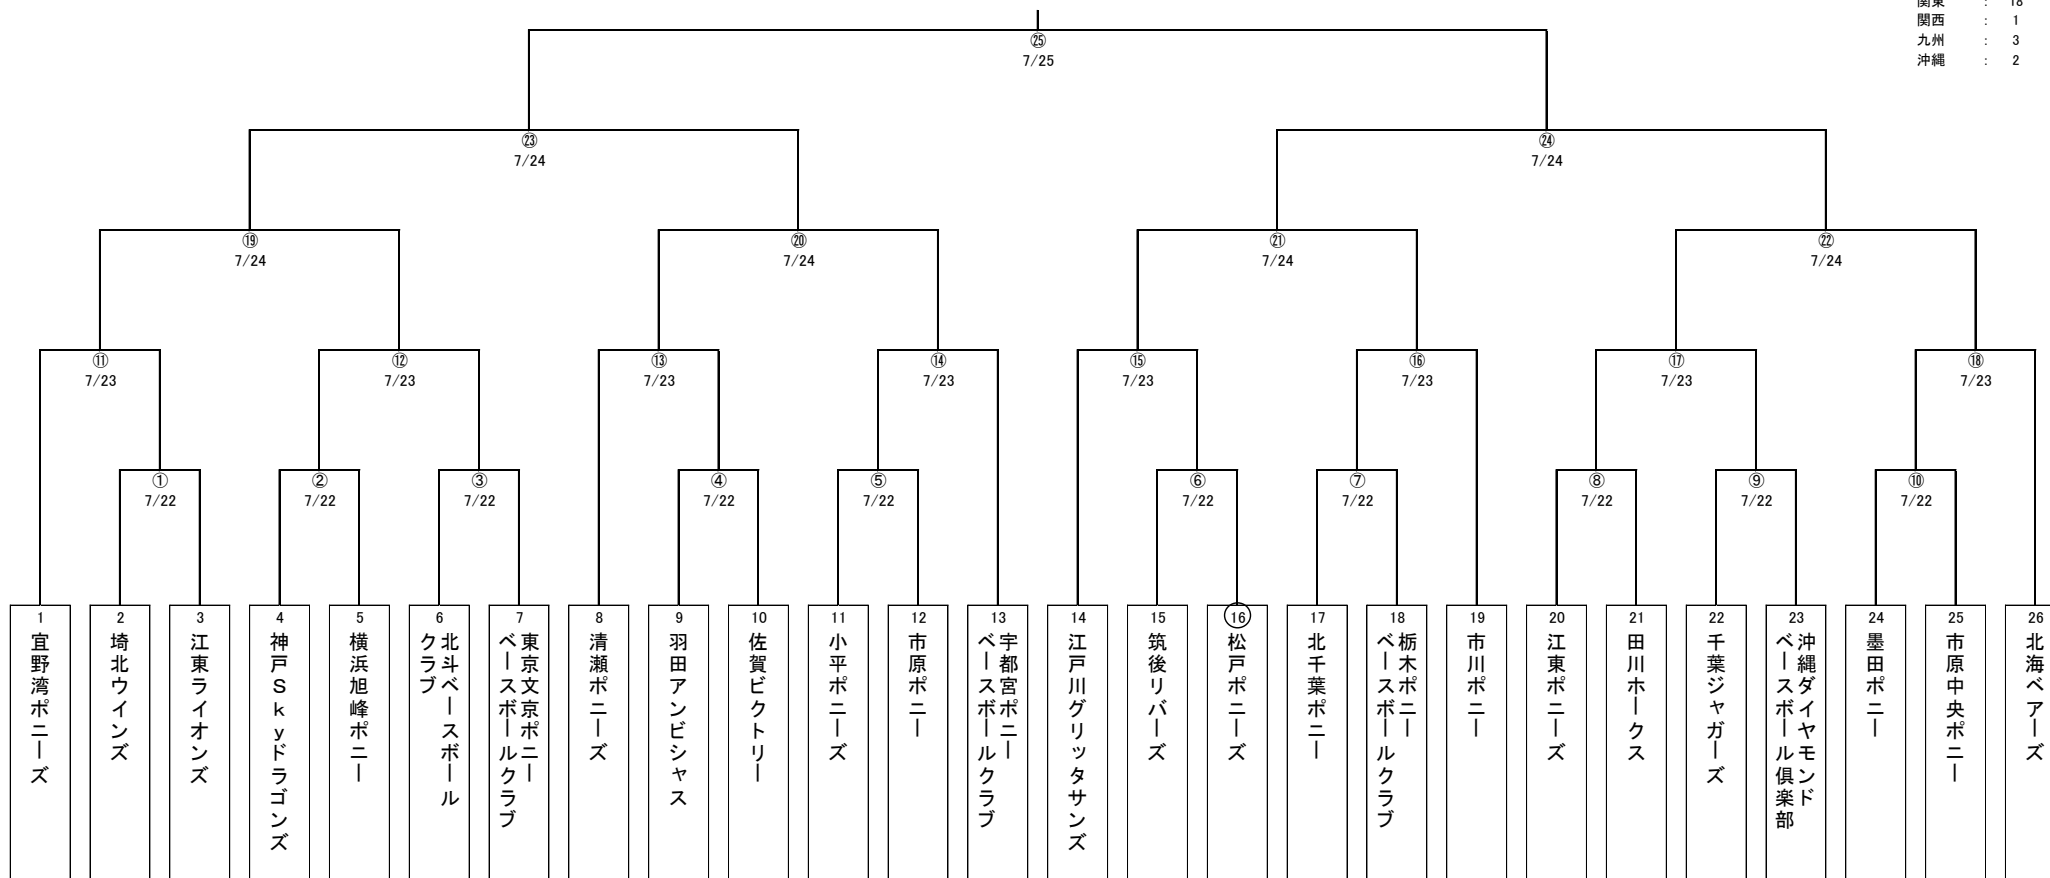 関東 : 18
関西 : 1
九州 : 3
沖縄 : 2
㉕
7/25
㉓
7/24
㉔
7/24
⑲
7/24
⑳
7/24
㉑
7/24
㉒
7/24
⑪
7/23
⑫
7/23
⑬
7/23
⑭
7/23
⑮
7/23
⑯
7/23
⑰
7/23
⑱
7/23
①
7/22
②
7/22
③
7/22
④
7/22
⑤
7/22
⑥
7/22
⑦
7/22
⑧
7/22
⑨
7/22
⑩
7/22
1
宜野湾ポニーズ
2
埼北ウインズ
3
江東ライオンズ
4
神戸Skyドラゴンズ
5
横浜旭峰ポニー
6
北斗ベースボール
クラブ
7
東京文京ポニー
ベースボールクラブ
8
清瀬ポニーズ
9
羽田アンビシャス
10
佐賀ビクトリー
11
小平ポニーズ
12
市原ポニー
13
宇都宮ポニー
ベースボールクラブ
14
江戸川グリッタサンズ
15
筑後リバーズ
16
松戸ポニーズ
17
北千葉ポニー
18
栃木ポニー
ベースボールクラブ
19
市川ポニー
20
江東ポニーズ
21
田川ホークス
22
千葉ジャガーズ
23
沖縄ダイヤモンド
ベースボール倶楽部
24
墨田ポニー
25
市原中央ポニー
26
北海ベアーズ